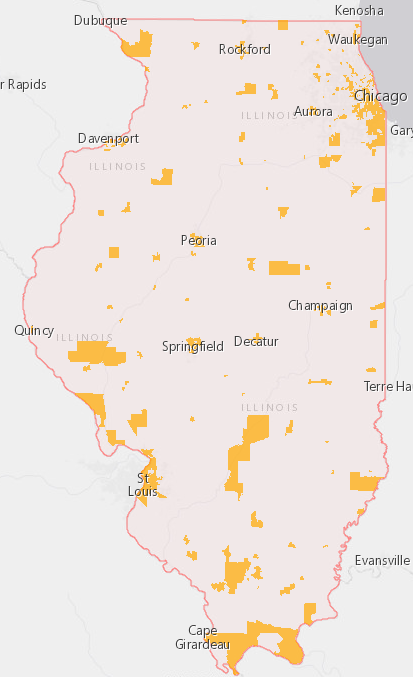 Kenosha
Dubuque
Waukegan
Rockford
r Rapids
Chicago
ILLINOIS
Aurora
Gary
Davenport
ILLINOIS
Peoria
Champaign
Quincy
ILLINOIS
Springfield
Decatur
Terre Hau
ILLINOIS
St
Louis
Evansville
Cape
Girardeau